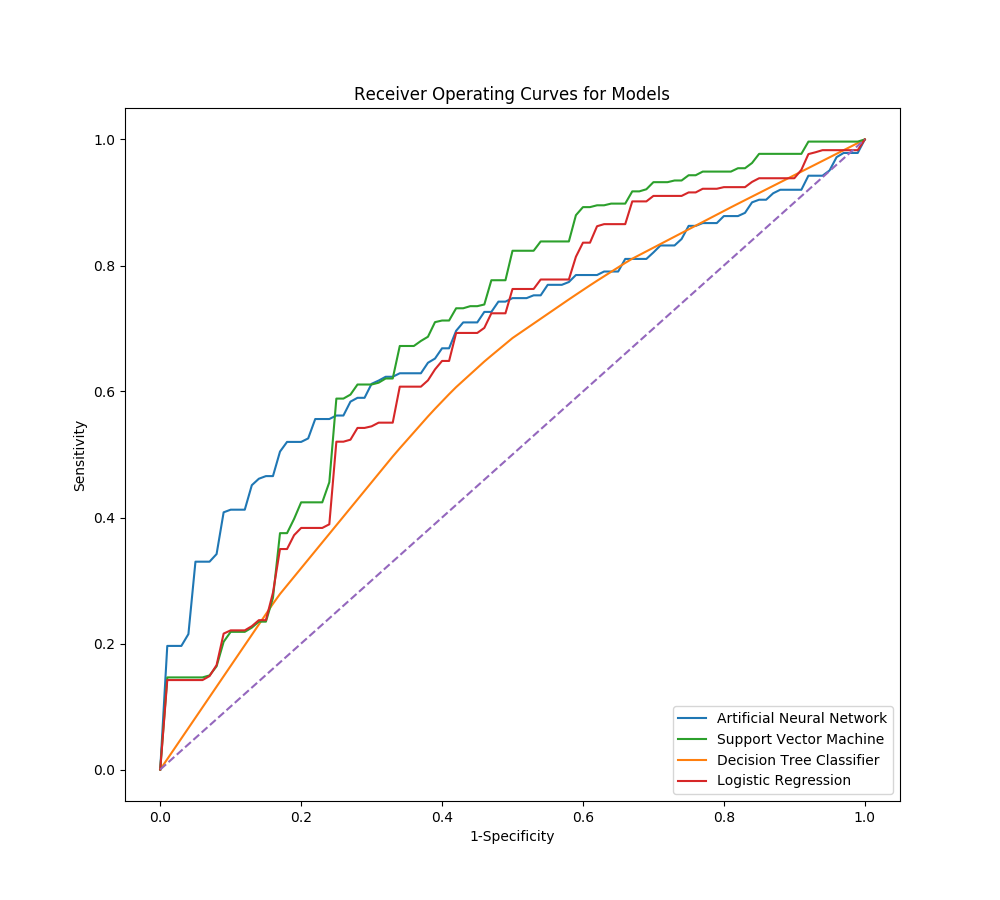 Receiver Operating Curves for Models
1.0
0.8
0.6
0.4
0.2
0.0
Sensitivity
0.0 0.2 0.4 0.6 0.8 1.0
1-Specificity
Artificial Neural Network
Support Vector Machine
Decision Tree Classifier
Logistic Regression